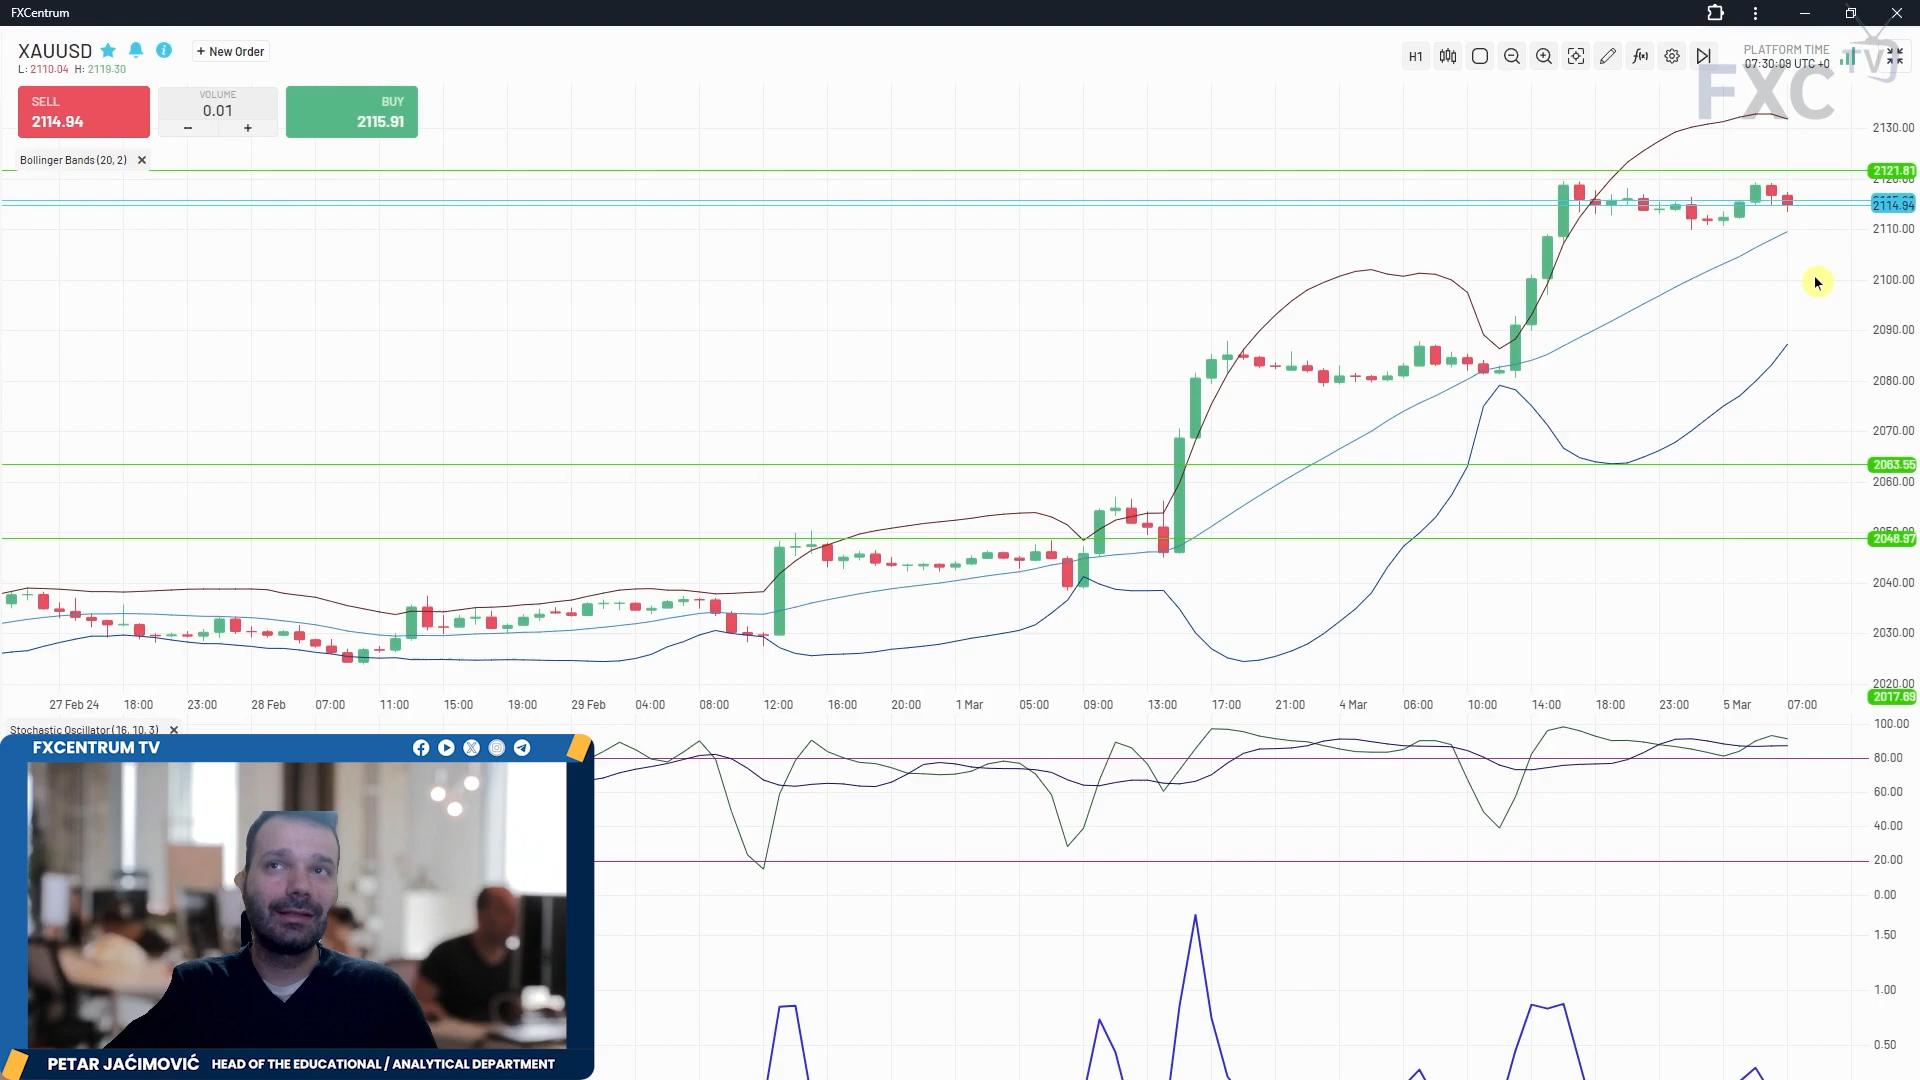 FXCentrum
XAUUSD
+ New Order
L: 2110.04 H: 2119.30
SELL
2114.94
VOLUME
0.01
BUY
2115.91
Bollinger Bands (20, 2)
H1
PLATFORM TIME
07:30:09 UTC +0
FXC
TV
2130.00
2121.81
2120.00
2114.94
2110.00
2100.00
2090.00
2080.00
2070.00
2063.55
2060.00
2050.00
2048.97
2040.00
2030.00
2020.00
2017.69
27 Feb 24 18:00 23:00 28 Feb 07:00 11:00 15:00 19:00 29 Feb 04:00 08:00 12:00 16:00 20:00 1 Mar 05:00 09:00 13:00 17:00 21:00 4 Mar 06:00 10:00 14:00 18:00 23:00 5 Mar 07:00
Stochastic Oscillator (16, 10, 3)
100.00
80.00
60.00
40.00
20.00
0.00
1.50
1.00
0.50
FXCENTRUM TV
PETAR JAĆIMOVIĆ HEAD OF THE EDUCATIONAL / ANALYTICAL DEPARTMENT